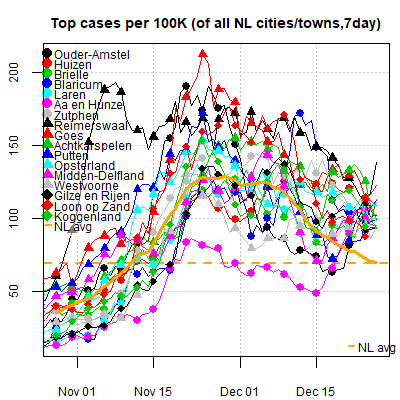 Top cases per 100K (of all NL cities/towns,7day)
200
150
100
50
Ouder-Amstel
Huizen
Brielle
Blaricum
Laren
Aa en Hunze
Zutphen
Reimerswaal
Goes
Achtkarspelen
Putten
Opsterland
Midden-Delfland
Westvoorne
Gilze en Rijen
Loon op Zand
Koggenland
NL avg
NL avg
Nov 01
Nov 15
Dec 01
Dec 15